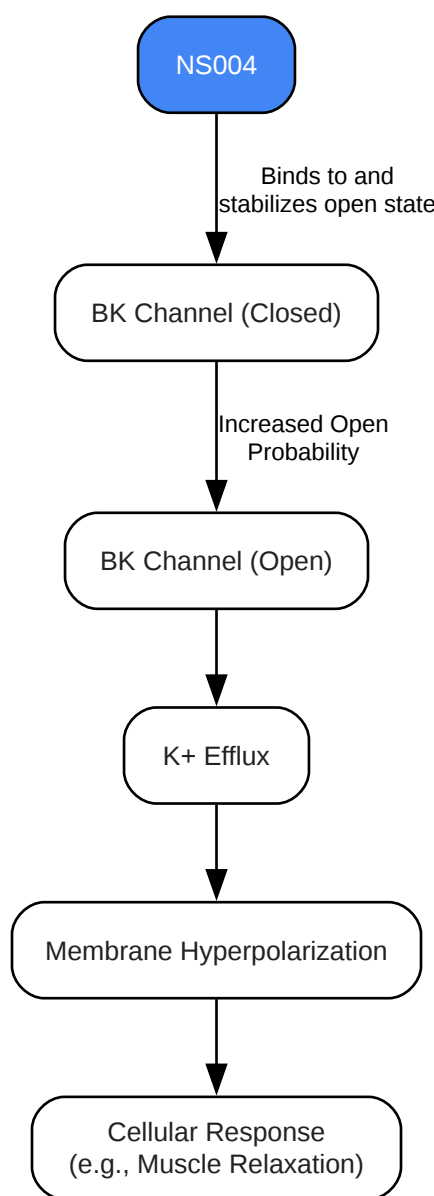 NS004
Binds to and
stabilizes open state
BK Channel (Closed)
Increased Open
Probability
BK Channel (Open)
K+ Efflux
Membrane Hyperpolarization
Cellular Response
(e.g., Muscle Relaxation)